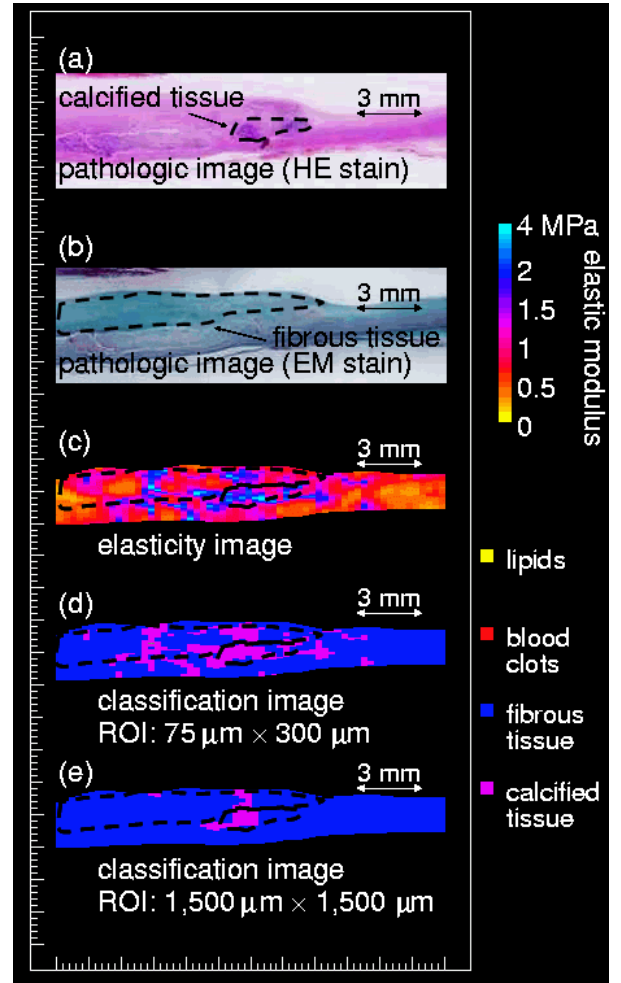 (a)
calcified tissue
3 mm
pathologic image (HE stain)
(b)
3 mm
fibrous tissue
pathologic image (EM stain)
(c)
3 mm
elasticity image
(d)
3 mm
classification image
ROI: 75 μm × 300 μm
(e)
3 mm
classification image
ROI: 1,500 μm × 1,500 μm
4 MPa
2
1.5
1
0.5
0
elastic modulus
lipids
blood
clots
fibrous
tissue
calcified
tissue